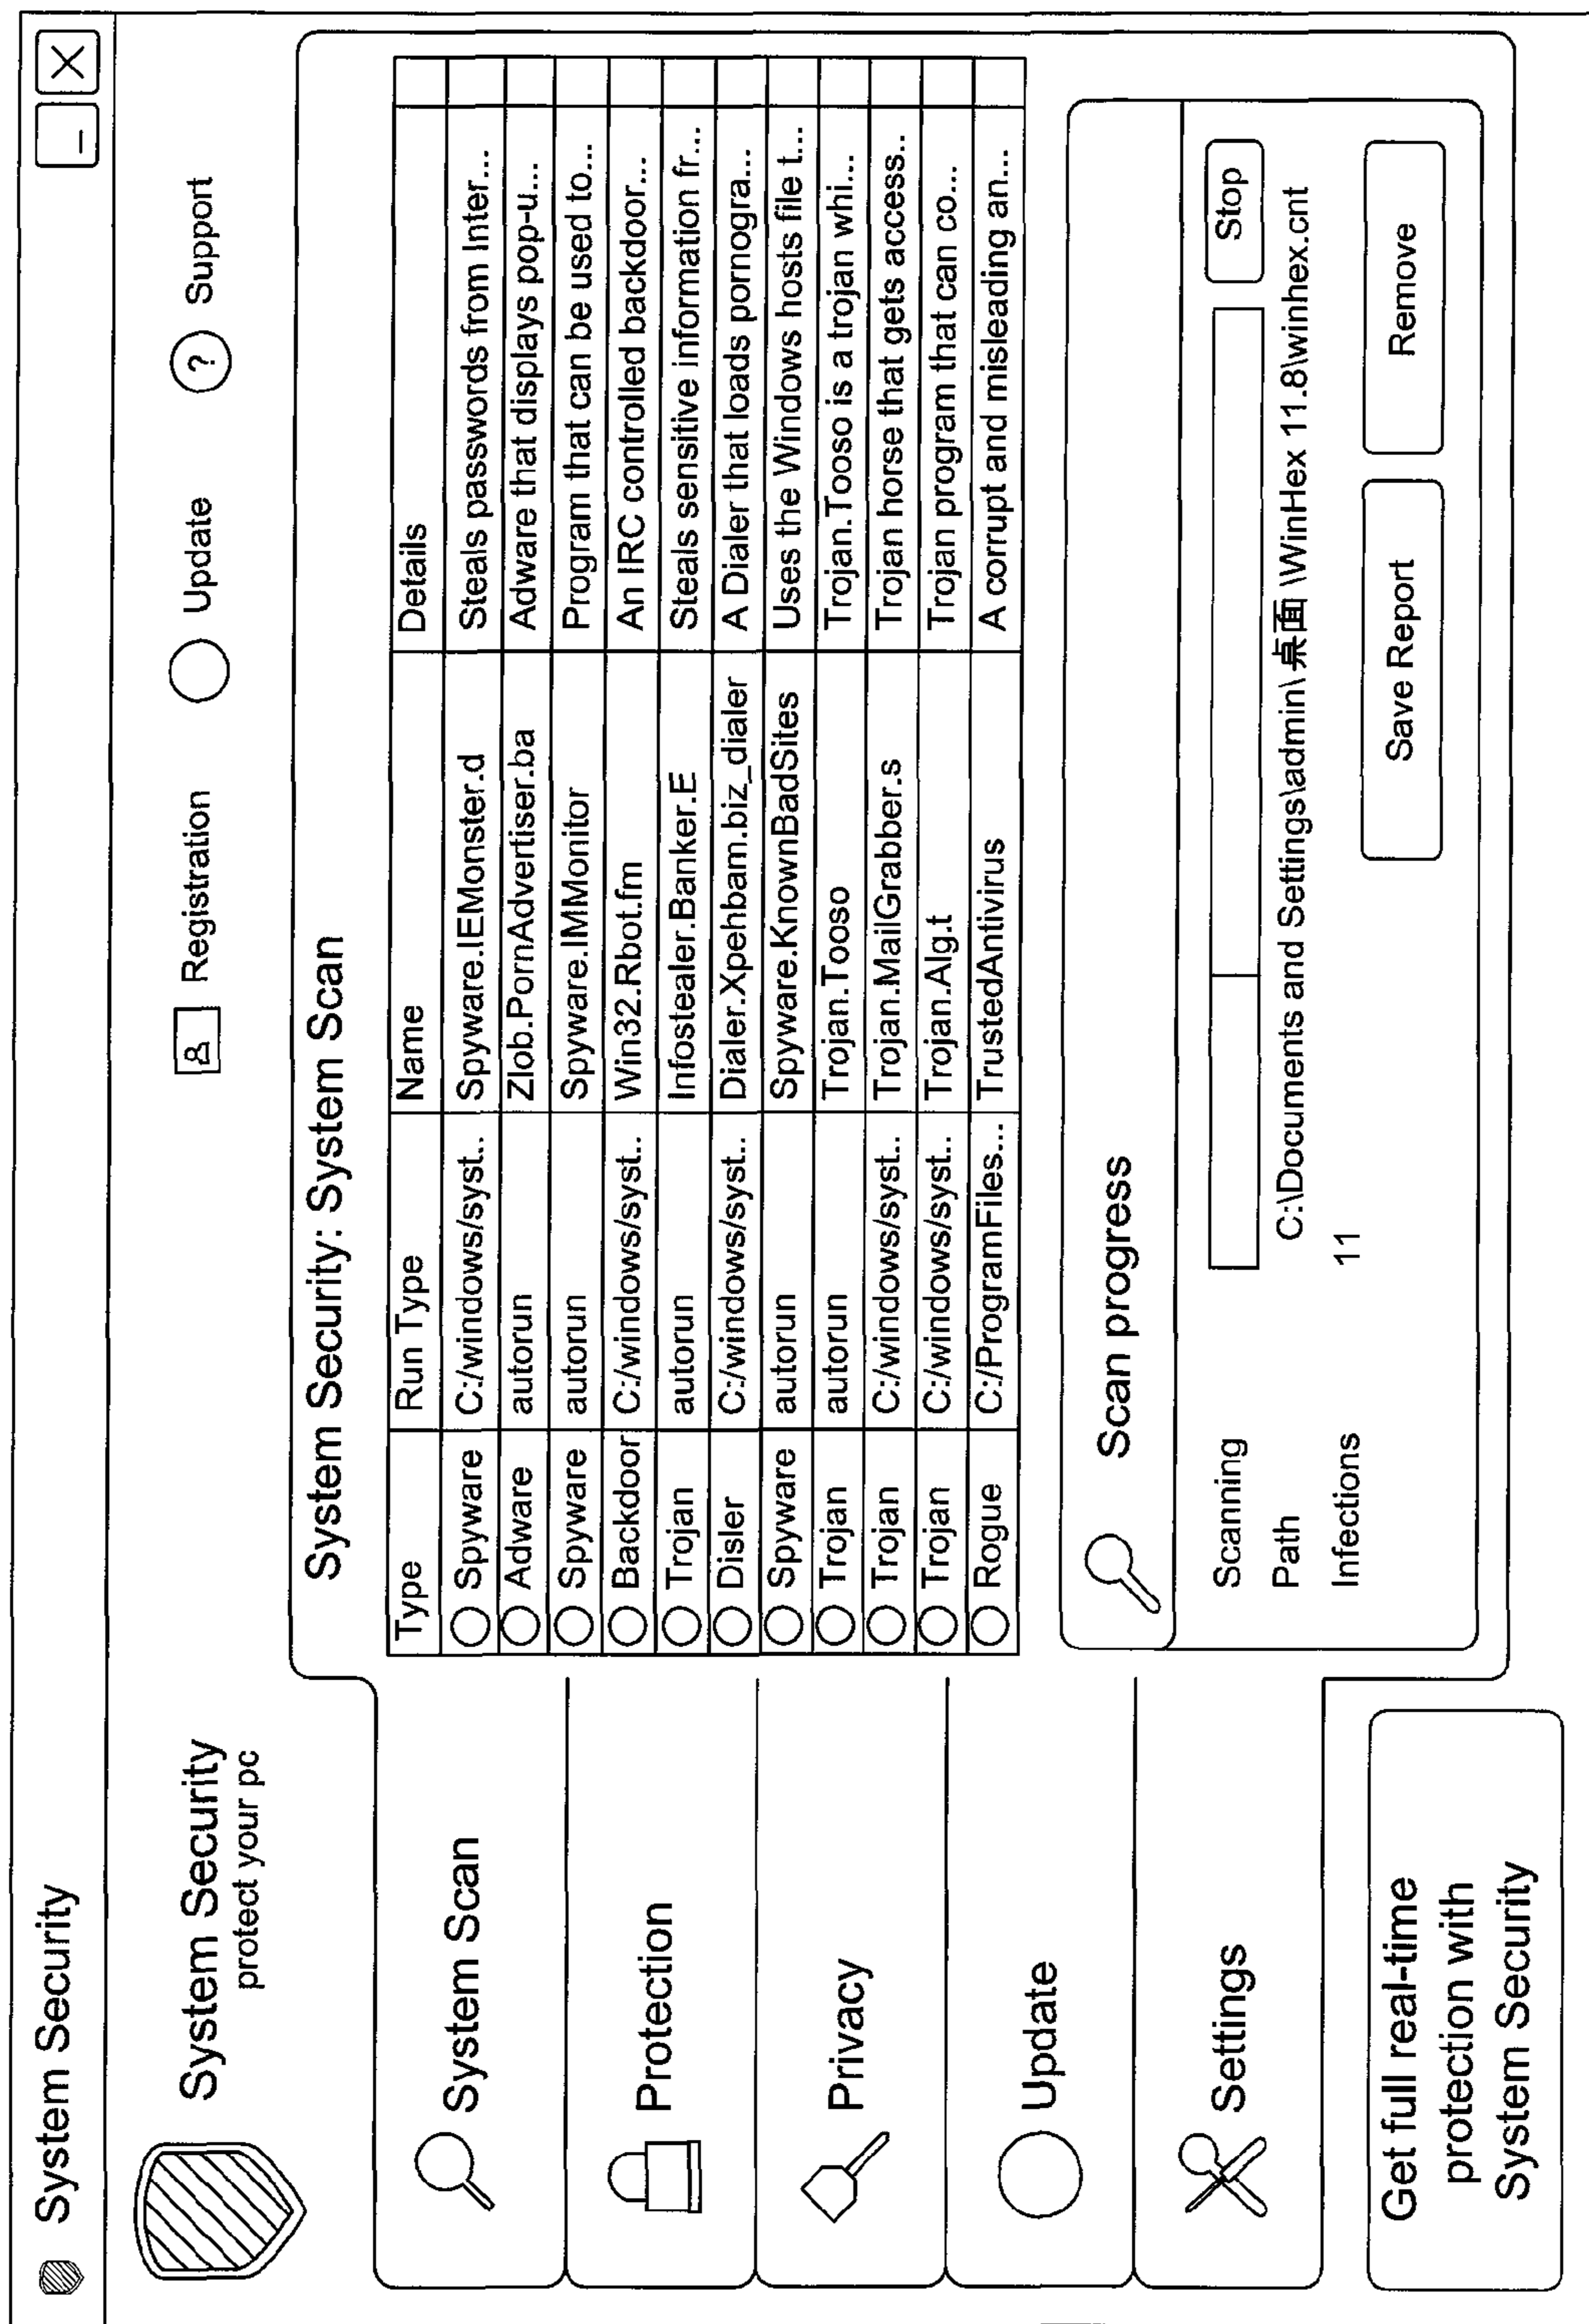 System Security
System Security
protect your pc
Registration Update ? Support
System Scan
Protection
Privacy
Update
Settings
Get full real-time
protection with
System Security
System Security: System Scan
Type Run Type Name Details
Spyware C:/windows/syst.. Spyware.IEMonster.d Steals passwords from Inter...
Adware autorun Zlob.PornAdvertiser.ba Adware that displays pop-u...
Spyware autorun Spyware.IMMonitor Program that can be used to...
Backdoor C:/windows/syst.. Win32.Rbot.fm An IRC controlled backdoor...
Trojan autorun Infostealer.Banker.E Steals sensitive information fr...
Disler C:/windows/syst.. Dialer.Xpehbam.biz_dialer A Dialer that loads pornogra...
Spyware autorun Spyware.KnownBadSites Uses the Windows hosts file t...
Trojan autorun Trojan.Tooso Trojan.Tooso is a trojan whi...
Trojan C:/windows/syst.. Trojan.MailGrabber.s Trojan horse that gets access..
Trojan C:/windows/syst.. Trojan.Alg.t Trojan program that can co...
Rogue C:/ProgramFiles... TrustedAntivirus A corrupt and misleading an...
Scan progress
Scanning Stop
Path C:\Documents and Settings\admin\桌面\WinHex 11.8\winhex.cnt
Infections 11
Save Report Remove